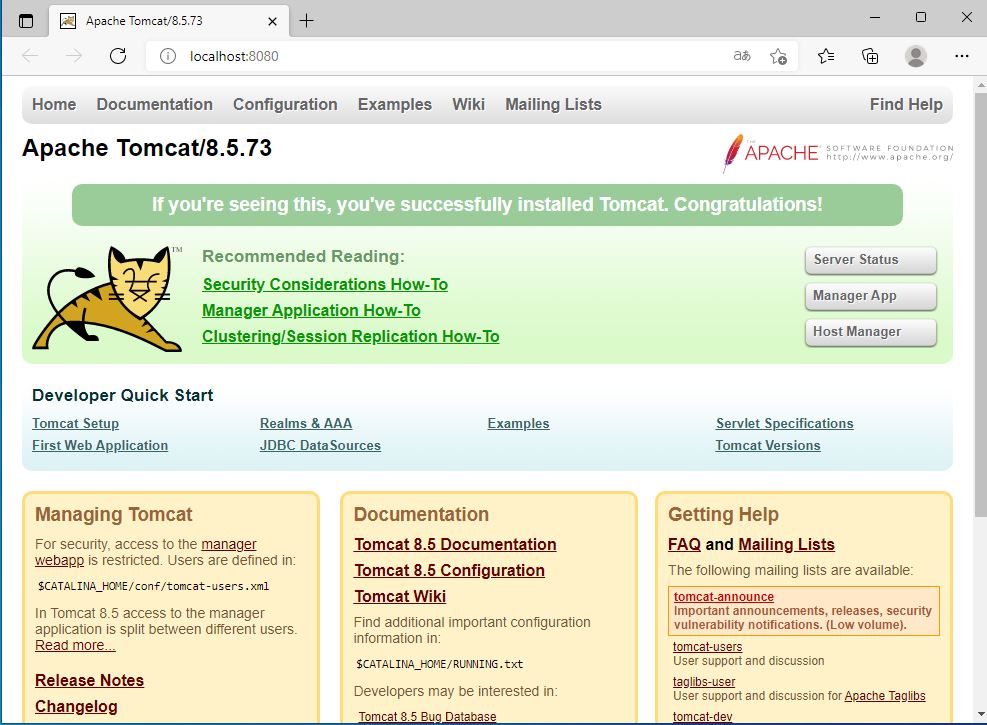 Apache Tomcat/8.5.73
localhost:8080
Home Documentation Configuration Examples Wiki Mailing Lists Find Help
Apache Tomcat/8.5.73
THE APACHE SOFTWARE FOUNDATION
http://www.apache.org/
If you're seeing this, you've successfully installed Tomcat. Congratulations!
TM
Recommended Reading:
Security Considerations How-To
Manager Application How-To
Clustering/Session Replication How-To
Server Status
Manager App
Host Manager
Developer Quick Start
Tomcat Setup
First Web Application
Realms & AAA
JDBC DataSources
Examples
Servlet Specifications
Tomcat Versions
Managing Tomcat
For security, access to the manager
webapp is restricted. Users are defined in:
$CATALINA_HOME/conf/tomcat-users.xml
In Tomcat 8.5 access to the manager
application is split between different users.
Read more...
Release Notes
Changelog
Documentation
Tomcat 8.5 Documentation
Tomcat 8.5 Configuration
Tomcat Wiki
Find additional important configuration
information in:
$CATALINA_HOME/RUNNING.txt
Developers may be interested in:
Tomcat 8.5 Bug Database
Getting Help
FAQ and Mailing Lists
The following mailing lists are available:
tomcat-announce
Important announcements, releases, security
vulnerability notifications. (Low volume).
tomcat-users
User support and discussion
taglibs-user
User support and discussion for Apache Taglibs
tomcat-dev